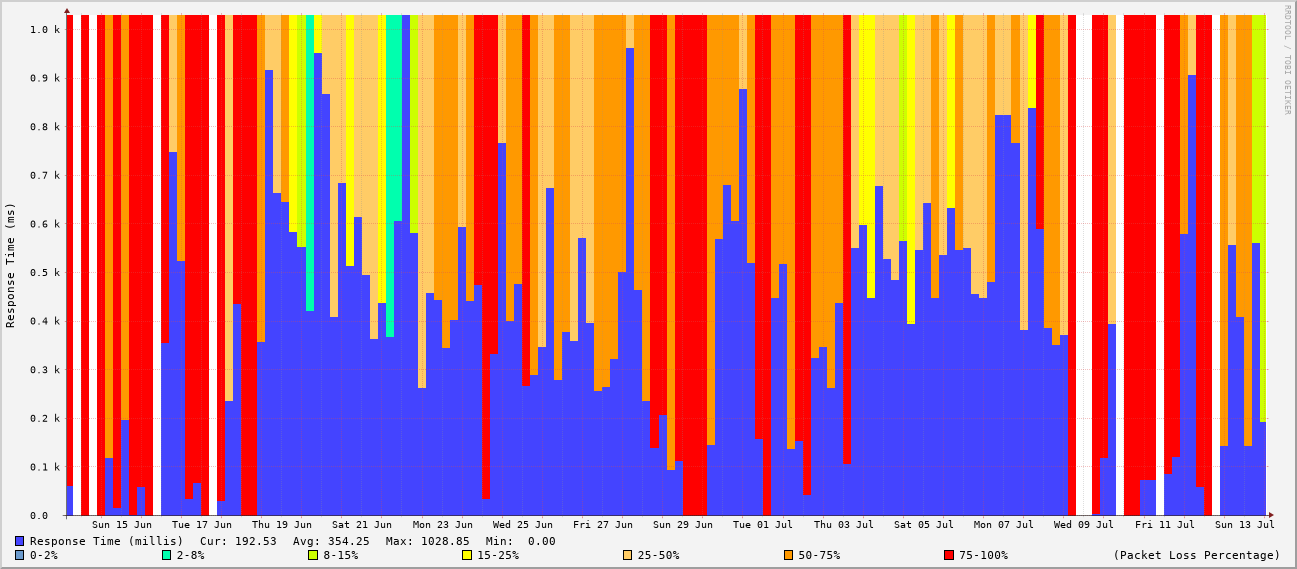 1.0 k
0.9 k
0.8 k
0.7 k
0.6 k
0.5 k
0.4 k
0.3 k
0.2 k
0.1 k
0.0
Response Time (ms)
RRDTOOL / TOBI OETIKER
Sun 15 Jun Tue 17 Jun Thu 19 Jun Sat 21 Jun Mon 23 Jun Wed 25 Jun Fri 27 Jun Sun 29 Jun Tue 01 Jul Thu 03 Jul Sat 05 Jul Mon 07 Jul Wed 09 Jul Fri 11 Jul Sun 13 Jul
Response Time (millis) Cur: 192.53 Avg: 354.25 Max: 1028.85 Min: 0.00
0-2% 2-8% 8-15% 15-25% 25-50% 50-75% 75-100% (Packet Loss Percentage)